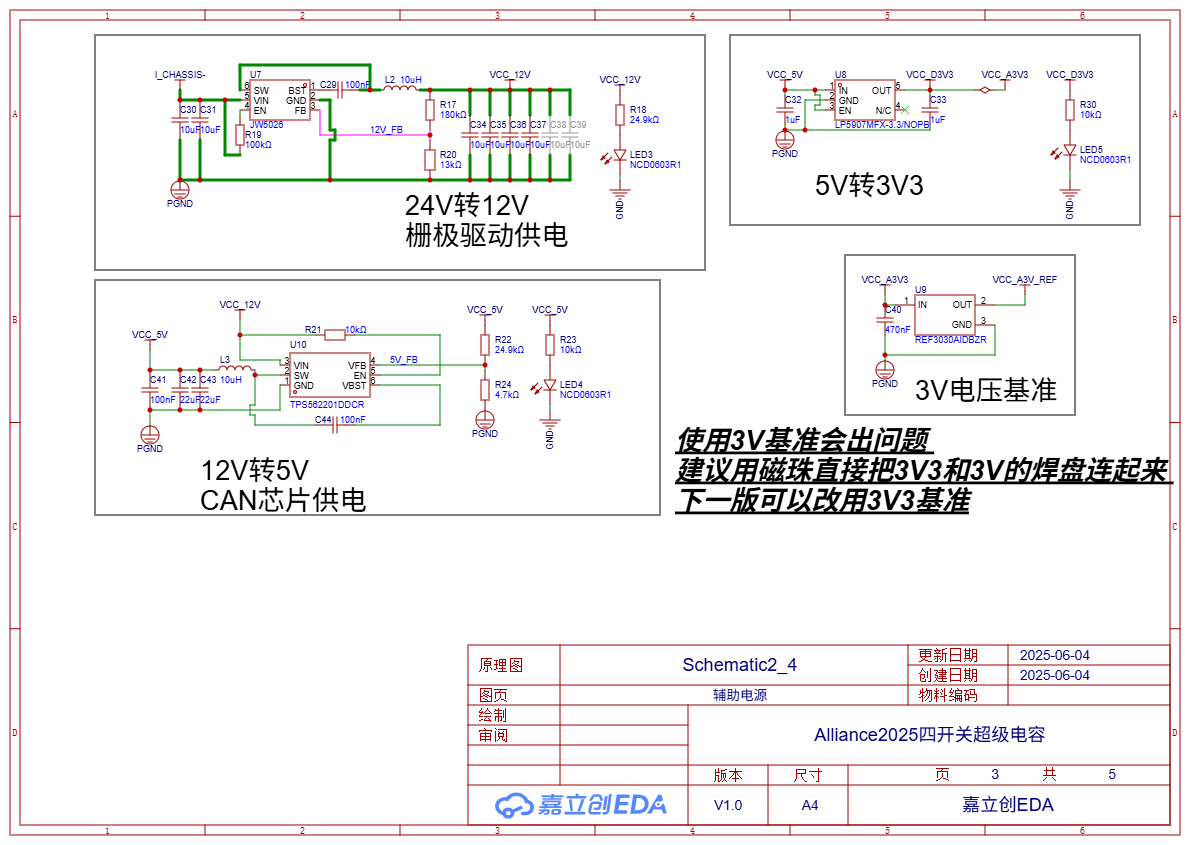 1 2 3 4 5 6
A
B
C
D
I_CHASSIS-
U7
SW
VIN
EN
BST
GND
FB
6
5
4
1
2
3
JW5026
C30
10uF
C31
10uF
R19
100kΩ
C29 100nF
L2 10uH
VCC_12V
R17
180kΩ
12V_FB
R20
13kΩ
C34
10uF
C35
10uF
C36
10uF
C37
10uF
C38
10uF
C39
10uF
PGND
VCC_12V
R18
24.9kΩ
LED3
NCD0603R1
GND
24V转12V
栅极驱动供电
VCC_5V
U8
VCC_D3V3
VCC_A3V3
VCC_D3V3
C32
1uF
1
2
3
IN
GND
EN
OUT
N/C
5
4
LP5907MFX-3.3/NOPB
C33
1uF
PGND
R30
10kΩ
LED5
NCD0603R1
GND
5V转3V3
VCC_A3V3
U9
VCC_A3V_REF
1
IN
OUT
GND
2
3
REF3030AIDBZR
C40
470nF
PGND
3V电压基准
VCC_12V
VCC_5V
R21
10kΩ
U10
L3
10uH
3
2
1
VIN
SW
GND
VFB
EN
VBST
4
5
6
TPS562201DDCR
5V_FB
C41
100nF
C42
22uF
C43
22uF
C44
100nF
PGND
VCC_5V
R22
24.9kΩ
R24
4.7kΩ
PGND
VCC_5V
R23
10kΩ
LED4
NCD0603R1
GND
12V转5V
CAN芯片供电
使用3V基准会出问题
建议用磁珠直接把3V3和3V的焊盘连起来
下一版可以改用3V3基准
原理图 Schematic2_4 更新日期 2025-06-04
创建日期 2025-06-04
图页 辅助电源 物料编码
绘制
审阅
Alliance2025四开关超级电容
版本 尺寸 页 3 共 5
嘉立创EDA V1.0 A4 嘉立创EDA
A
B
C
D
1 2 3 4 5 6